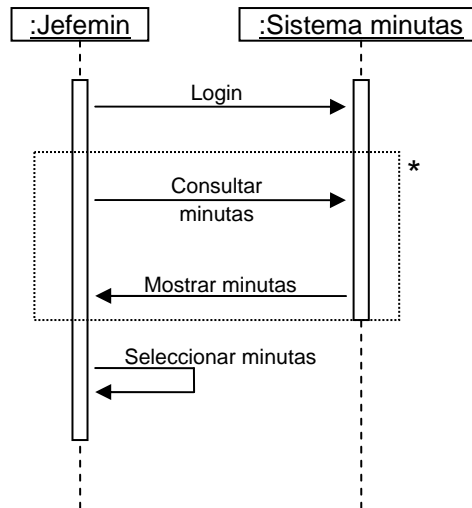 :Jefemin
:Sistema minutas
Login
*
Consultar
minutas
Mostrar minutas
Seleccionar minutas